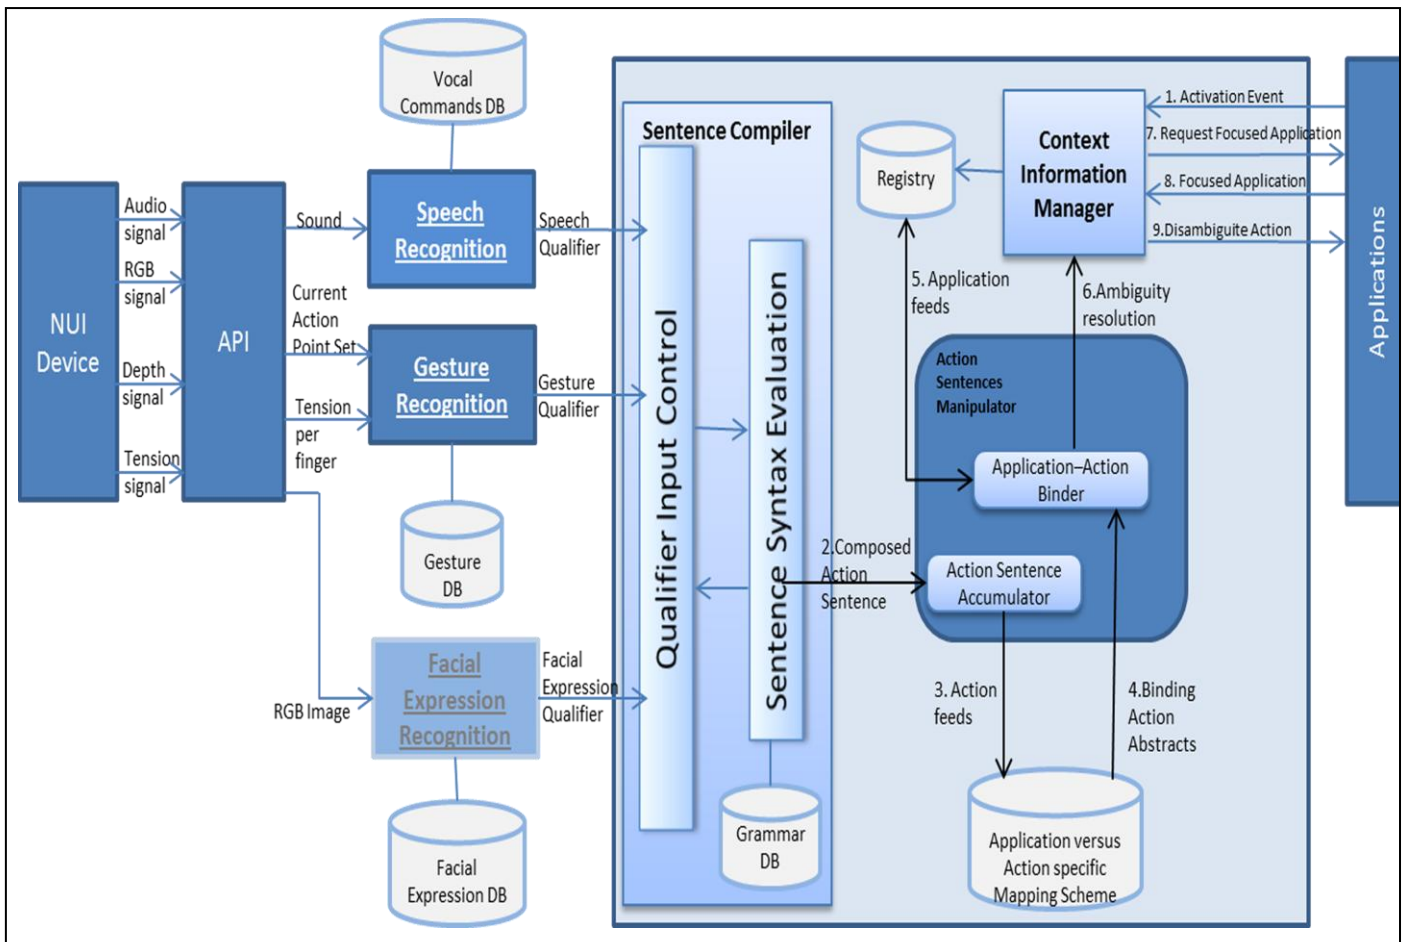 Vocal
Commands DB
Sentence Compiler
1. Activation Event
7. Request Focused Application
8. Focused Application
9.Disambiguite Action
Context
Information
Manager
Registry
Applications
NUI
Device
Audio
signal
RGB
signal
Depth
signal
Tension
signal
API
Sound
Current
Action
Point Set
Tension
per
finger
RGB Image
Speech
Recognition
Speech
Qualifier
Gesture
Recognition
Gesture
Qualifier
Gesture
DB
Facial
Expression
Recognition
Facial
Expression
Qualifier
Facial
Expression DB
Qualifier Input Control
Sentence Syntax Evaluation
Grammar
DB
2.Composed
Action
Sentence
5. Application
feeds
6.Ambiguity
resolution
Action
Sentences
Manipulator
Application–Action
Binder
Action Sentence
Accumulator
3. Action
feeds
4.Binding
Action
Abstracts
Application versus
Action specific
Mapping Scheme